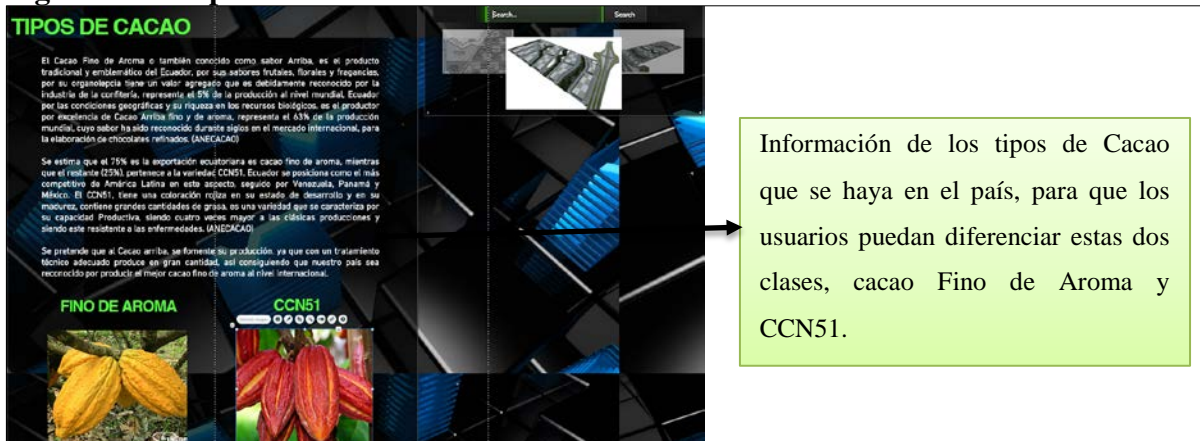 TIPOS DE CACAO
El Cacao Fino de Aroma o también conocido como sabor Arriba, es el producto
tradicional y emblemático del Ecuador, por sus sabores frutales, florales y fregancias,
por su organolepcia tiene un valor agregado que es debidamente reconocido por la
industria de la confitería, representa el 5% de la producción al nivel mundial. Ecuador
por las condiciones geográficas y su riqueza en los recursos biológicos, es el productor
por excelencia de Cacao Arriba fino y de aroma, representa el 63% de la producción
mundial, cuyo sabor ha sido reconocido durante siglos en el mercado internacional, para
la elaboración de chocolates refinados. (ANECACAO)
Se estima que el 75% es la exportación ecuatoriana es cacao fino de aroma, mientras
que el restante (25%), pertenece a la variedad CCN51. Ecuador se posiciona como el más
competitivo de América Latina en este aspecto, seguido por Venezuela, Panamá y
México. El CCN51, tiene una coloración rojiza en su estado de desarrollo y en su
madurez, contiene grandes cantidades de grasa, es una variedad que se caracteriza por
su capacidad Productiva, siendo cuatro veces mayor a las clásicas producciones y
siendo este resistente a las enfermedades. (ANECACAO)
Se pretende que al Cacao arriba, se fomente su producción, ya que con un tratamiento
técnico adecuado produce en gran cantidad, así consiguiendo que nuestro país sea
reconocido por producir el mejor cacao fino de aroma al nivel internacional.
FINO DE AROMA
CCN51
Search...
Search
Información de los tipos de Cacao
que se haya en el país, para que los
usuarios puedan diferenciar estas dos
clases, cacao Fino de Aroma y
CCN51.